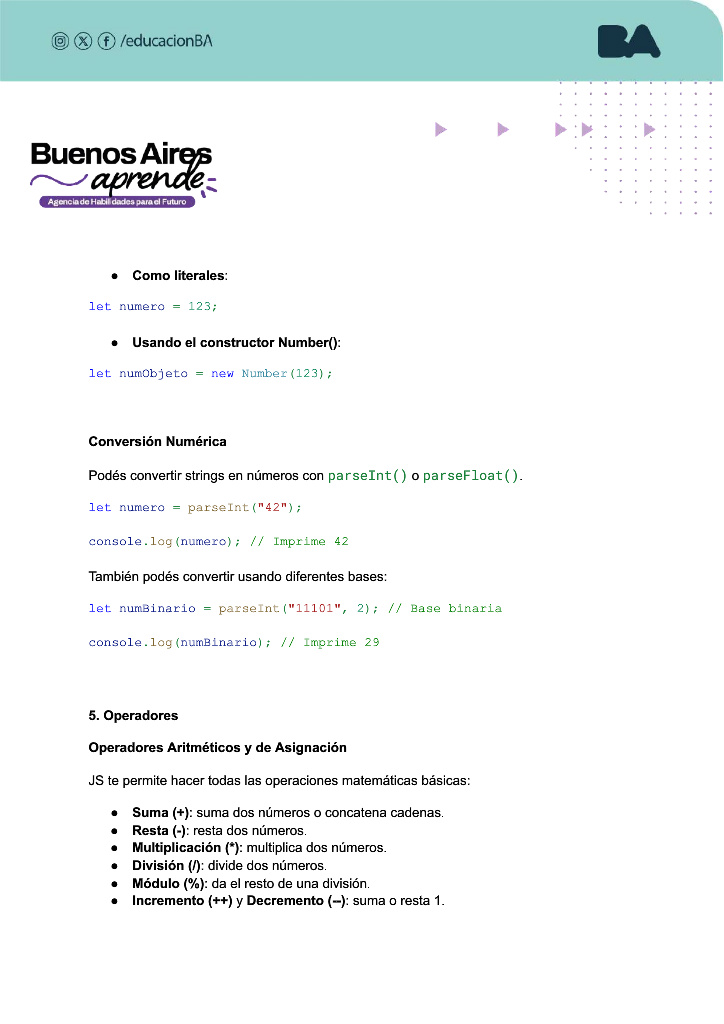 /educacionBA
BA
Buenos Aires
aprende
Agencia de Habilidades para el Futuro
● Como literales:
let numero = 123;
● Usando el constructor Number():
let numObjeto = new Number(123);
Conversión Numérica
Podés convertir strings en números con parseInt() o parseFloat().
let numero = parseInt("42");
console.log(numero); // Imprime 42
También podés convertir usando diferentes bases:
let numBinario = parseInt("11101", 2); // Base binaria
console.log(numBinario); // Imprime 29
5. Operadores
Operadores Aritméticos y de Asignación
JS te permite hacer todas las operaciones matemáticas básicas:
● Suma (+): suma dos números o concatena cadenas.
● Resta (-): resta dos números.
● Multiplicación (*): multiplica dos números.
● División (/): divide dos números.
● Módulo (%): da el resto de una división.
● Incremento (++) y Decremento (--): suma o resta 1.